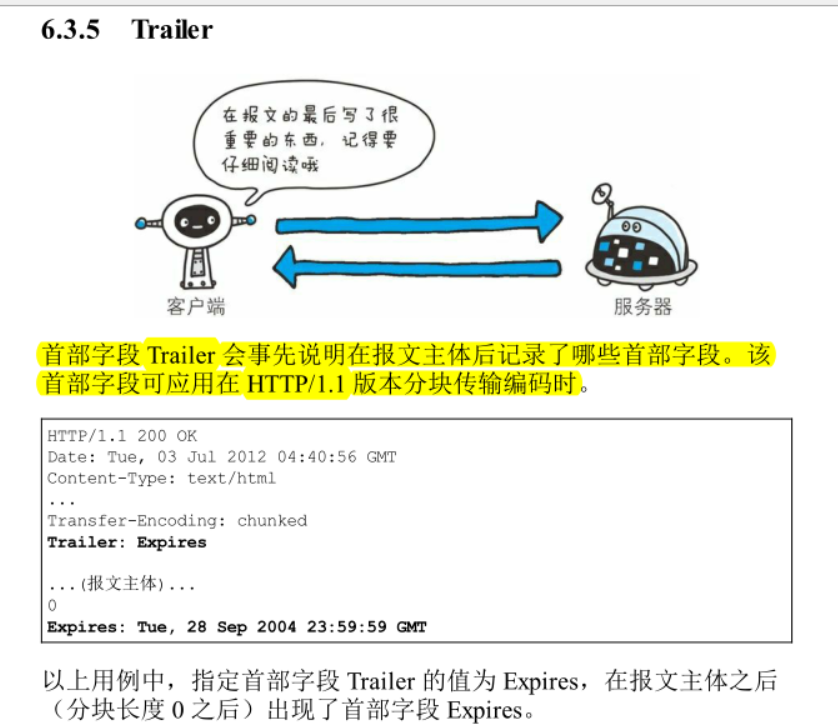 6.3.5 Trailer
在报文的最后写了很
重要的东西，记得要
仔细阅读哦
客户端
服务器
首部字段 Trailer 会事先说明在报文主体后记录了哪些首部字段。该
首部字段可应用在 HTTP/1.1 版本分块传输编码时。
HTTP/1.1 200 OK
Date: Tue, 03 Jul 2012 04:40:56 GMT
Content-Type: text/html
...
Transfer-Encoding: chunked
Trailer: Expires
...(报文主体)...
0
Expires: Tue, 28 Sep 2004 23:59:59 GMT
以上用例中，指定首部字段 Trailer 的值为 Expires，在报文主体之后
（分块长度 0 之后）出现了首部字段 Expires。